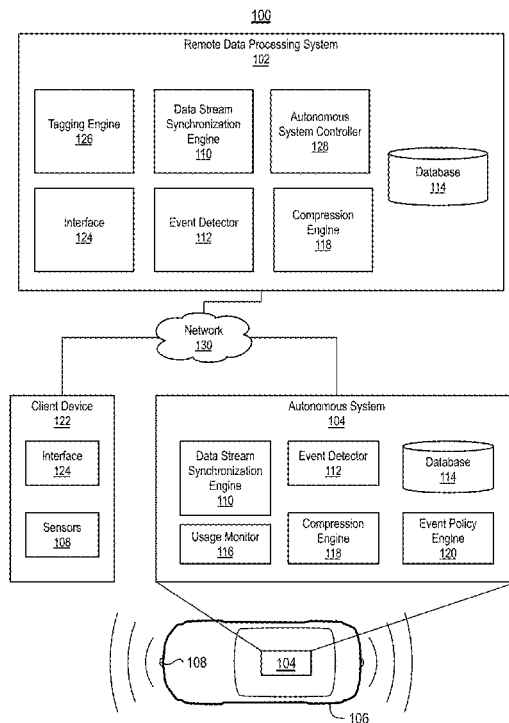 100
Remote Data Processing System
102
Tagging Engine
126
Data Stream
Synchronization
Engine
110
Autonomous
System Controller
128
Database
114
Interface
124
Event Detector
112
Compression
Engine
118
Network
130
Client Device
122
Interface
124
Sensors
108
Autonomous System
104
Data Stream
Synchronization
Engine
110
Event Detector
112
Database
114
Usage Monitor
116
Compression
Engine
118
Event Policy
Engine
120
108
104
106